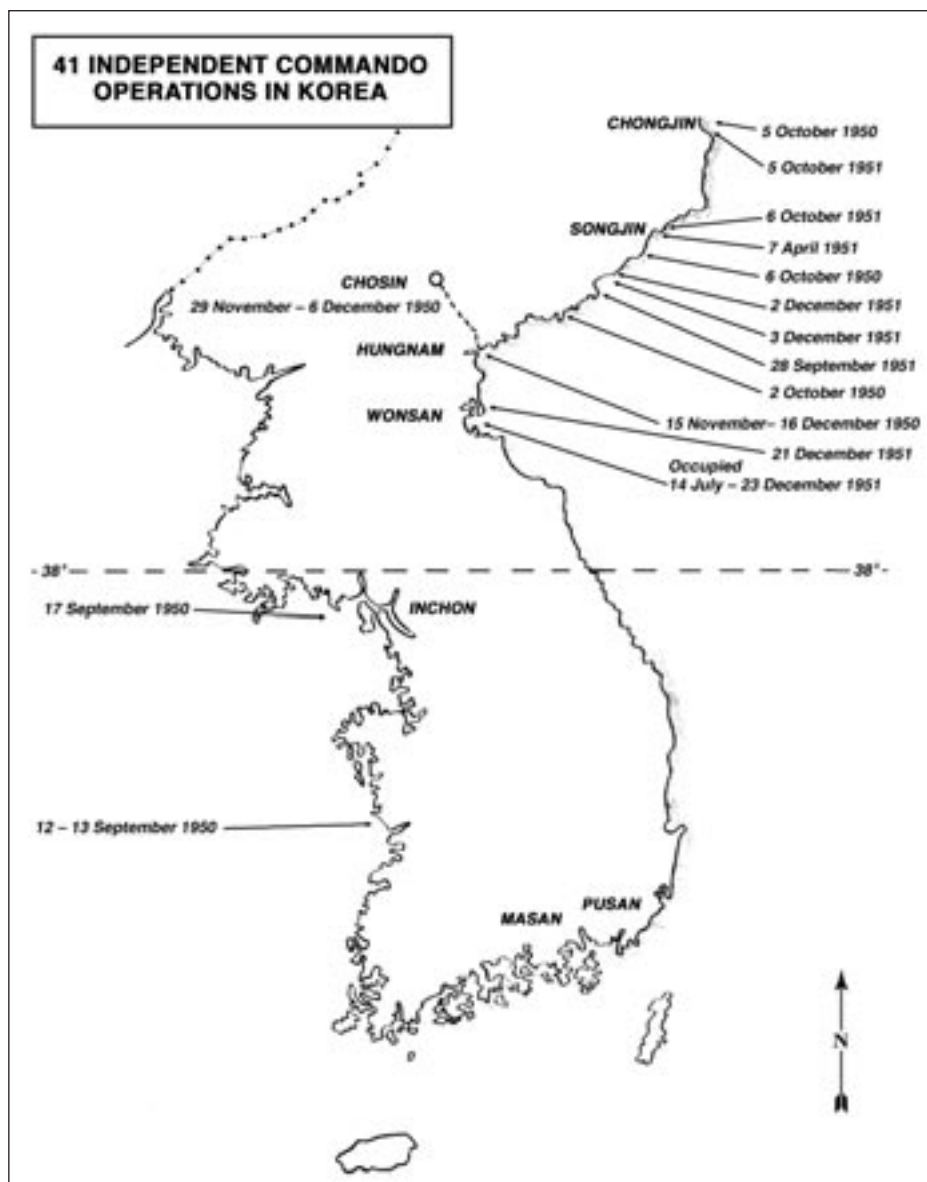 41 INDEPENDENT COMMANDO
OPERATIONS IN KOREA
CHONGJIN
5 October 1950
5 October 1951
6 October 1951
SONGJIN
7 April 1951
6 October 1950
CHOSIN
29 November – 6 December 1950
2 December 1951
3 December 1951
HUNGNAM
28 September 1951
2 October 1950
WONSAN
15 November – 16 December 1950
21 December 1951
Occupied
14 July – 23 December 1951
- 38° 38° -
17 September 1950
INCHON
12 – 13 September 1950
PUSAN
MASAN
N